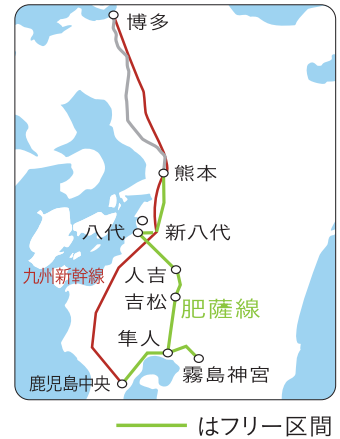 博多
熊本
八代
新八代
九州新幹線
人吉
吉松
肥薩線
隼人
霧島神宮
鹿児島中央
はフリー区間